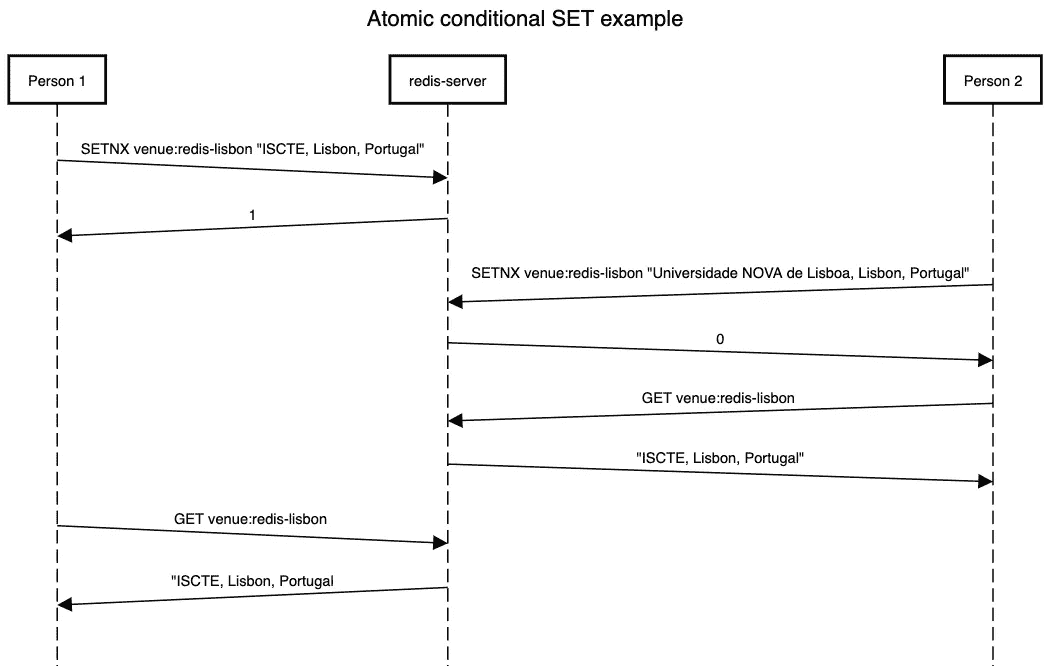 Atomic conditional SET example
Person 1
redis-server
Person 2
SETNX venue:redis-lisbon "ISCTE, Lisbon, Portugal"
1
SETNX venue:redis-lisbon "Universidade NOVA de Lisboa, Lisbon, Portugal"
0
GET venue:redis-lisbon
"ISCTE, Lisbon, Portugal"
GET venue:redis-lisbon
"ISCTE, Lisbon, Portugal